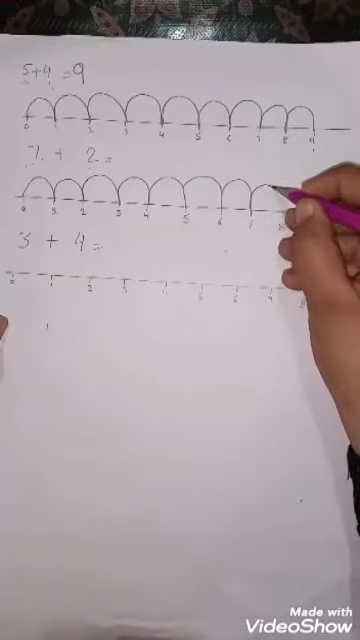 5+4=9
0 1 2 3 4 5 6 7 8 9
7 + 2=
0 1 2 3 4 5 6 7 8
3 + 4=
0 1 2 3 4 5 6 7 8
Made with
VideoShow